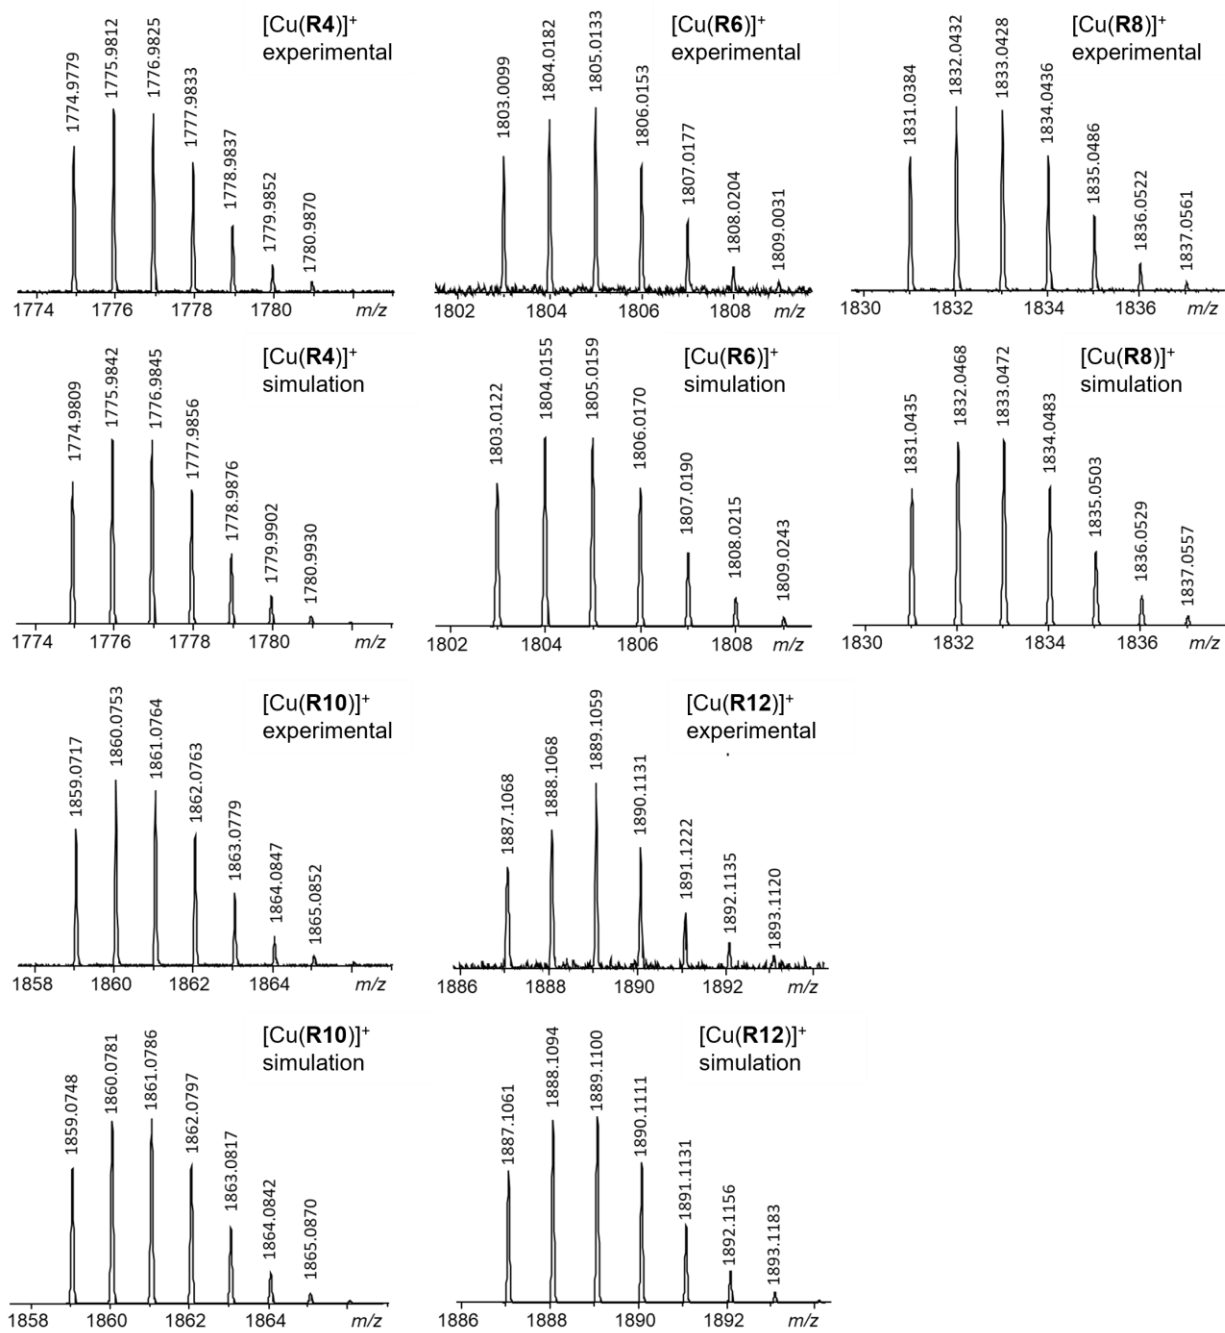 [Cu(R4)]⁺
experimental
1774.9779
1775.9812
1776.9825
1777.9833
1778.9837
1779.9852
1780.9870
1774 1776 1778 1780 m/z
[Cu(R6)]⁺
experimental
1803.0099
1804.0182
1805.0133
1806.0153
1807.0177
1808.0204
1809.0031
1802 1804 1806 1808 m/z
[Cu(R8)]⁺
experimental
1831.0384
1832.0432
1833.0428
1834.0436
1835.0486
1836.0522
1837.0561
1830 1832 1834 1836 m/z
[Cu(R4)]⁺
simulation
1774.9809
1775.9842
1776.9845
1777.9856
1778.9876
1779.9902
1780.9930
1774 1776 1778 1780 m/z
[Cu(R6)]⁺
simulation
1803.0122
1804.0155
1805.0159
1806.0170
1807.0190
1808.0215
1809.0243
1802 1804 1806 1808 m/z
[Cu(R8)]⁺
simulation
1831.0435
1832.0468
1833.0472
1834.0483
1835.0503
1836.0529
1837.0557
1830 1832 1834 1836 m/z
[Cu(R10)]⁺
experimental
1859.0717
1860.0753
1861.0764
1862.0763
1863.0779
1864.0847
1865.0852
1858 1860 1862 1864 m/z
[Cu(R12)]⁺
experimental
1887.1068
1888.1068
1889.1059
1890.1131
1891.1222
1892.1135
1893.1120
1886 1888 1890 1892 m/z
[Cu(R10)]⁺
simulation
1859.0748
1860.0781
1861.0786
1862.0797
1863.0817
1864.0842
1865.0870
1858 1860 1862 1864 m/z
[Cu(R12)]⁺
simulation
1887.1061
1888.1094
1889.1100
1890.1111
1891.1131
1892.1156
1893.1183
1886 1888 1890 1892 m/z